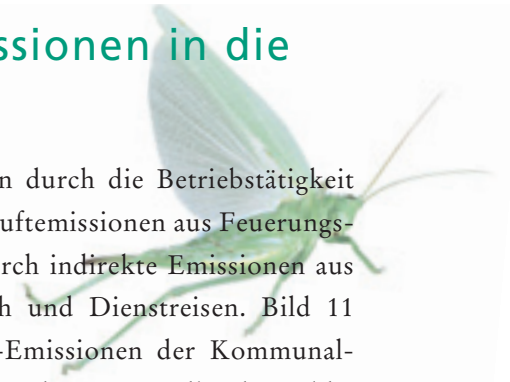 ssionen in die
n durch die Betriebstätigkeit
uftemissionen aus Feuerungs-
rch indirekte Emissionen aus
h und Dienstreisen. Bild 11
-Emissionen der Kommunal-